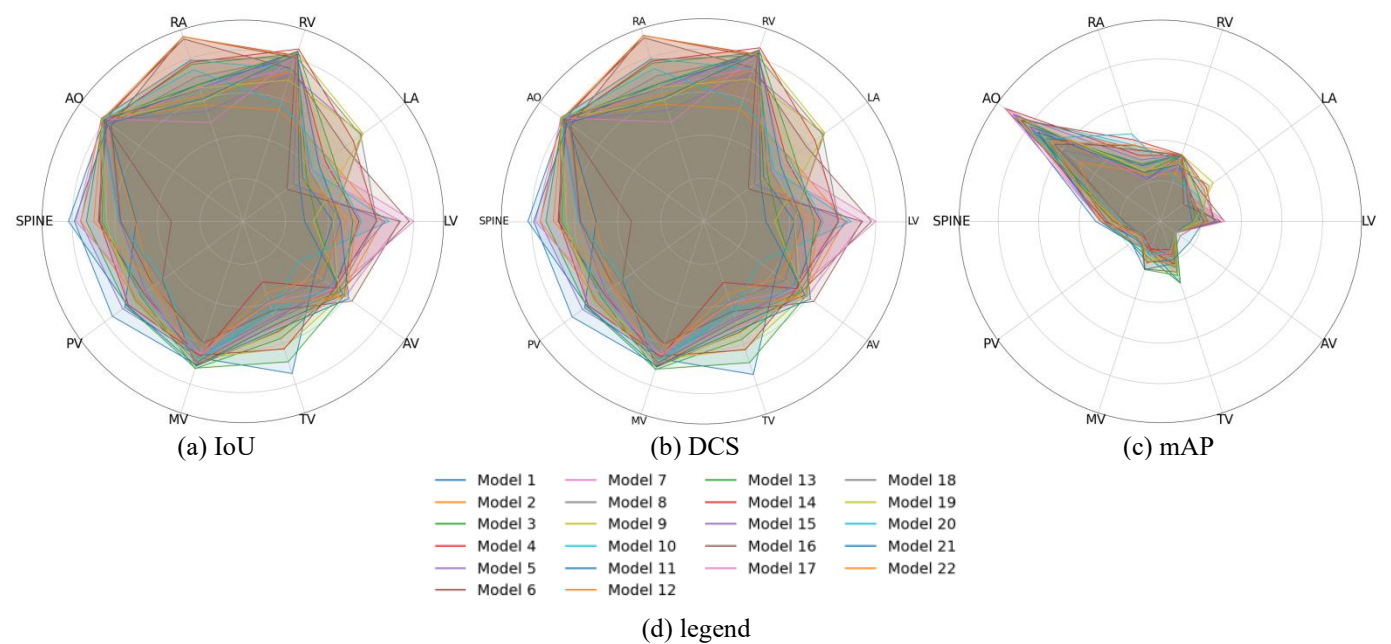 RA RV RA RV RA RV
AO LA AO LA AO LA
SPINE LV SPINE LV SPINE LV
PV AV PV AV PV AV
MV TV MV TV MV TV
(a) IoU (b) DCS (c) mAP
Model 1 Model 7 Model 13 Model 18
Model 2 Model 8 Model 14 Model 19
Model 3 Model 9 Model 15 Model 20
Model 4 Model 10 Model 16 Model 21
Model 5 Model 11 Model 17 Model 22
Model 6 Model 12
(d) legend